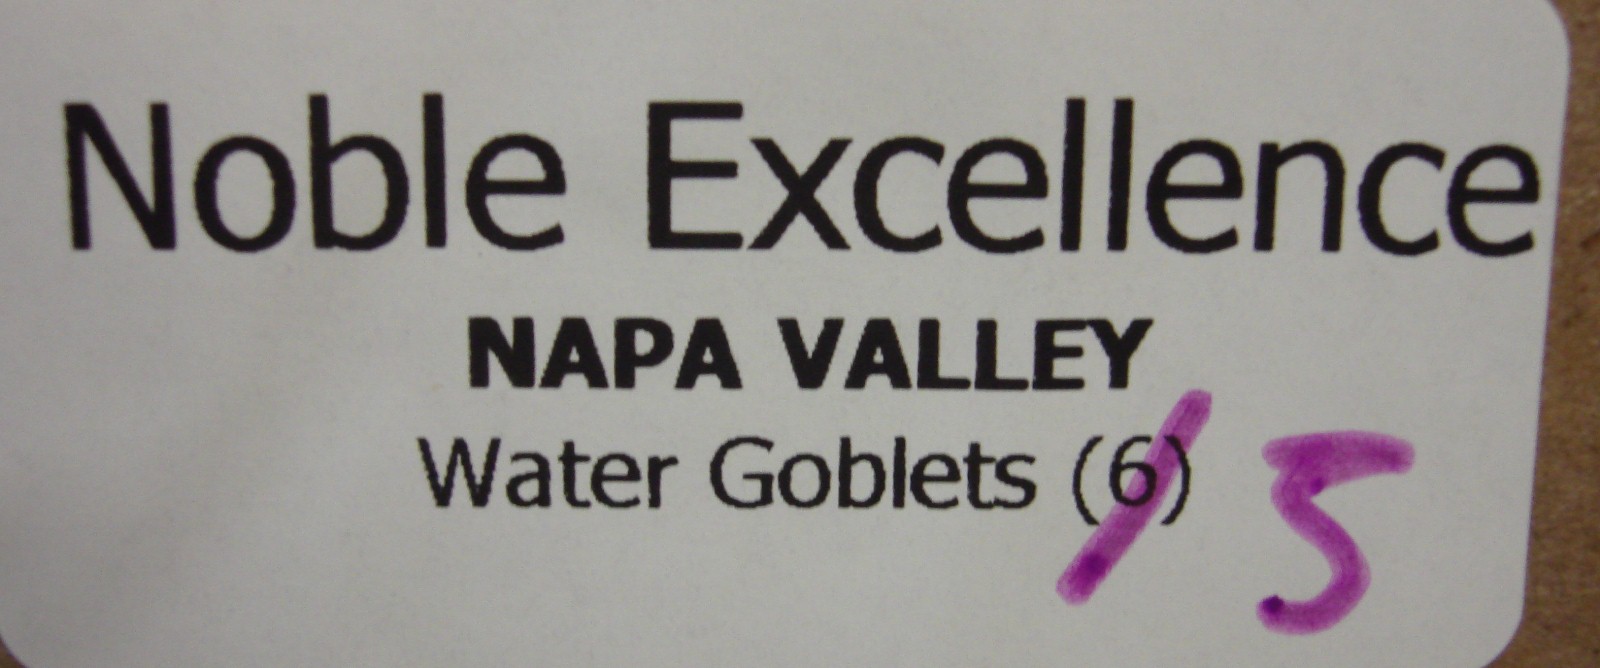 Noble Excellence
NAPA VALLEY
Water Goblets (6) 5